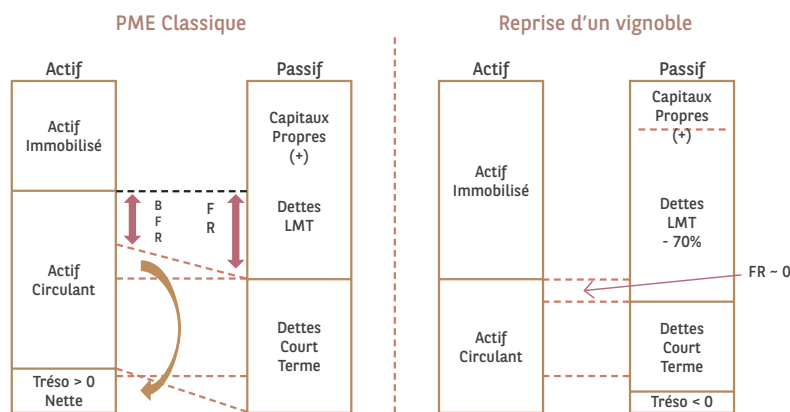 PME Classique
Actif
Passif
Actif
Immobilisé
Capitaux
Propres
(+)
B
F
R
F
R
Dettes
LMT
Actif
Circulant
Dettes
Court
Terme
Tréso > 0
Nette
Reprise d'un vignoble
Actif
Passif
Capitaux
Propres
(+)
Actif
Immobilisé
Dettes
LMT
- 70%
FR ~ 0
Actif
Circulant
Dettes
Court
Terme
Tréso < 0